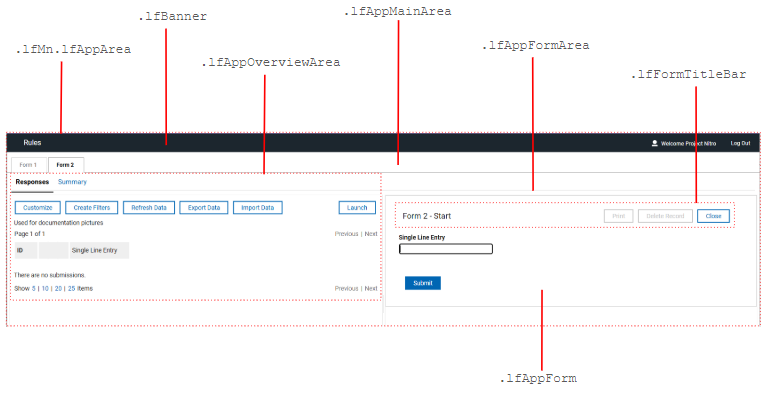 .lfBanner
.lfAppMainArea
.lfMn.lfAppArea
.lfAppOverviewArea
.lfAppFormArea
.lfFormTitleBar
Rules
Welcome Project Nitro
Log Out
Form 1
Form 2
Responses
Summary
Customize
Create Filters
Refresh Data
Export Data
Import Data
Launch
Used for documentation pictures
Page 1 of 1
Previous | Next
ID
Single Line Entry
There are no submissions.
Show 5 | 10 | 20 | 25 items
Previous | Next
Form 2 - Start
Print
Delete Record
Close
Single Line Entry
Submit
.lfAppForm